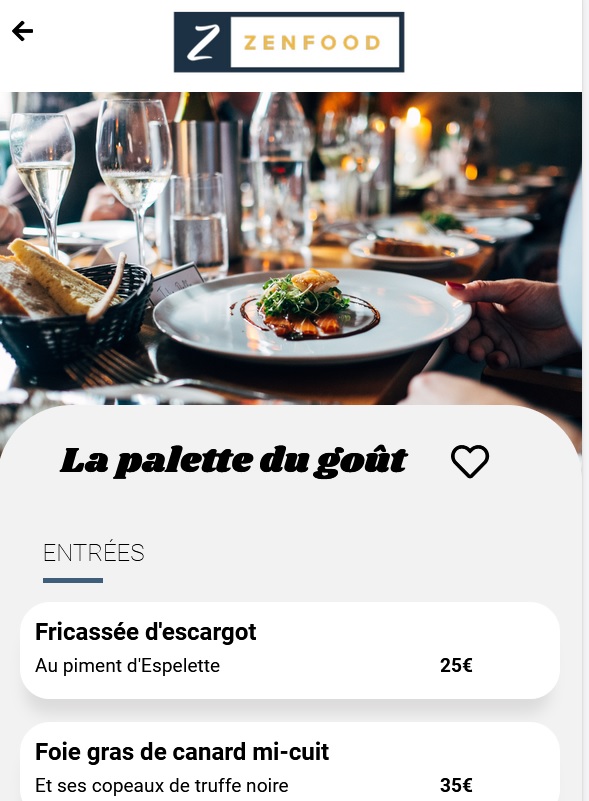 Z ZENFOOD
La palette du goût
ENTRÉES
Fricassée d'escargot
Au piment d'Espelette 25€
Foie gras de canard mi-cuit
Et ses copeaux de truffe noire 35€